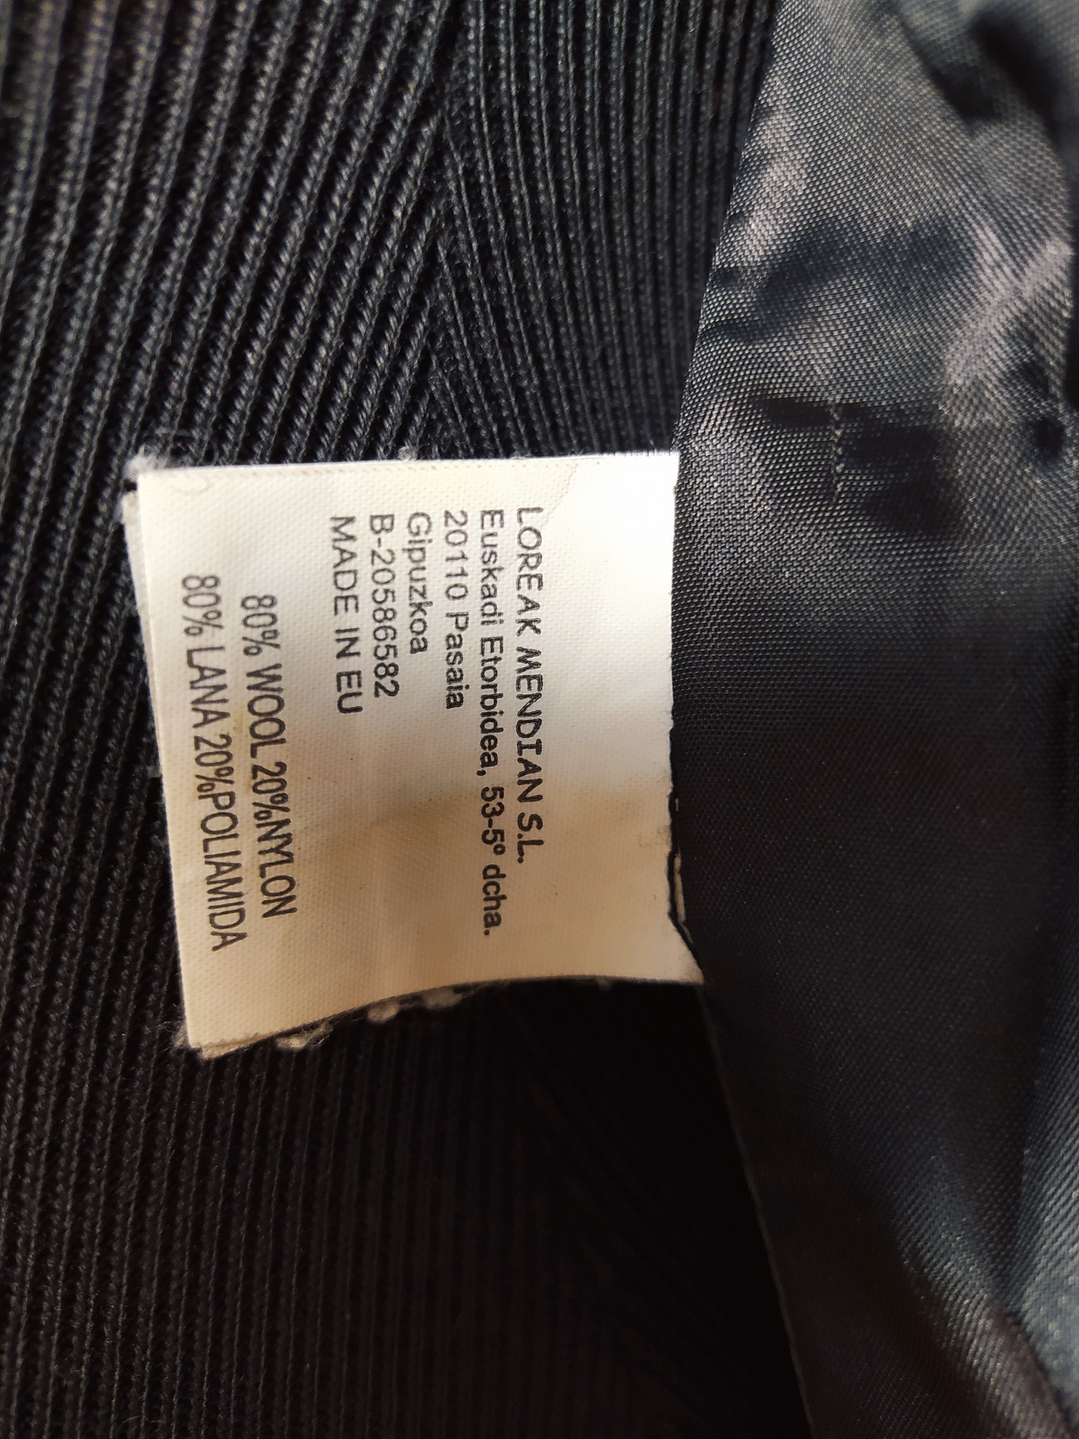 LOREAK MENDIAN S.L.
Euskadi Etorbidea, 53-5º dcha.
20110 Pasaia
Gipuzkoa
B-20586582
MADE IN EU
80% WOOL 20%NYLON
80% LANA 20%POLIAMIDA